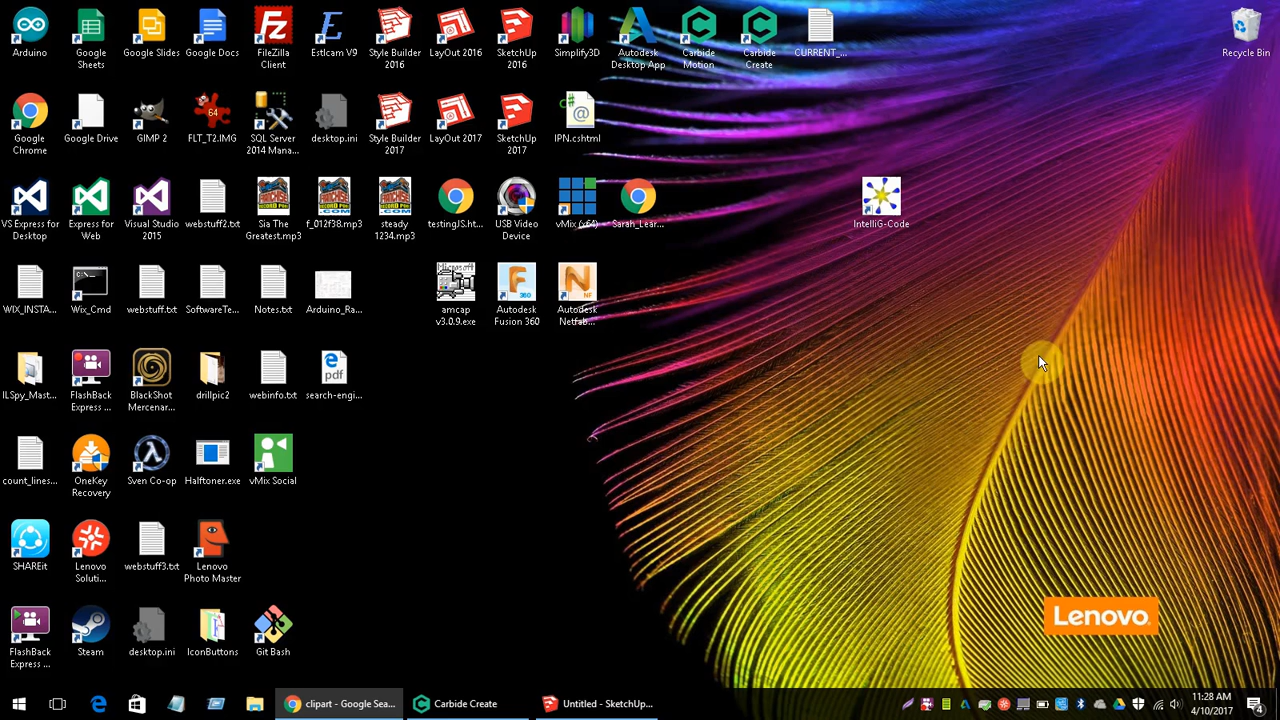 Arduino
Google
Sheets
Google Slides
Google Docs
FileZilla
Client
Estlcam V9
Style Builder
2016
LayOut 2016
SketchUp
2016
Simplify3D
Autodesk
Desktop App
Carbide
Motion
Carbide
Create
CURRENT_...
Recycle Bin
Google
Chrome
Google Drive
GIMP 2
64
FLT_T2.IMG
SQL Server
2014 Mana...
desktop.ini
Style Builder
2017
LayOut 2017
SketchUp
2017
C#
@
IPN.cshtml
VS Express for
Desktop
Express for
Web
Visual Studio
2015
webstuff2.txt
Sia The
Greatest.mp3
f_012f38.mp3
steady
1234.mp3
testingJS.ht...
USB Video
Device
vMix (x64)
Sarah_Lear...
IntelliG-Code
WIX_INSTA...
C:\_
Wix_Cmd
webstuff.txt
SoftwareTe...
Notes.txt
Arduino_Ra...
Microsoft
amcap
v3.0.9.exe
F
360
Autodesk
Fusion 360
N
NF
Autodesk
Netfab...
ILSpy_Mast...
FlashBack
Express ...
BlackShot
Mercenar...
drillpic2
webinfo.txt
pdf
search-engi...
count_lines...
OneKey
Recovery
Sven Co-op
Halftoner.exe
vMix Social
SHAREit
Lenovo
Soluti...
webstuff3.txt
Lenovo
Photo Master
FlashBack
Express ...
Steam
desktop.ini
IconButtons
Git Bash
Lenovo.
clipart - Google Sea...
Carbide Create
Untitled - SketchUp...
11:28 AM
4/10/2017
4